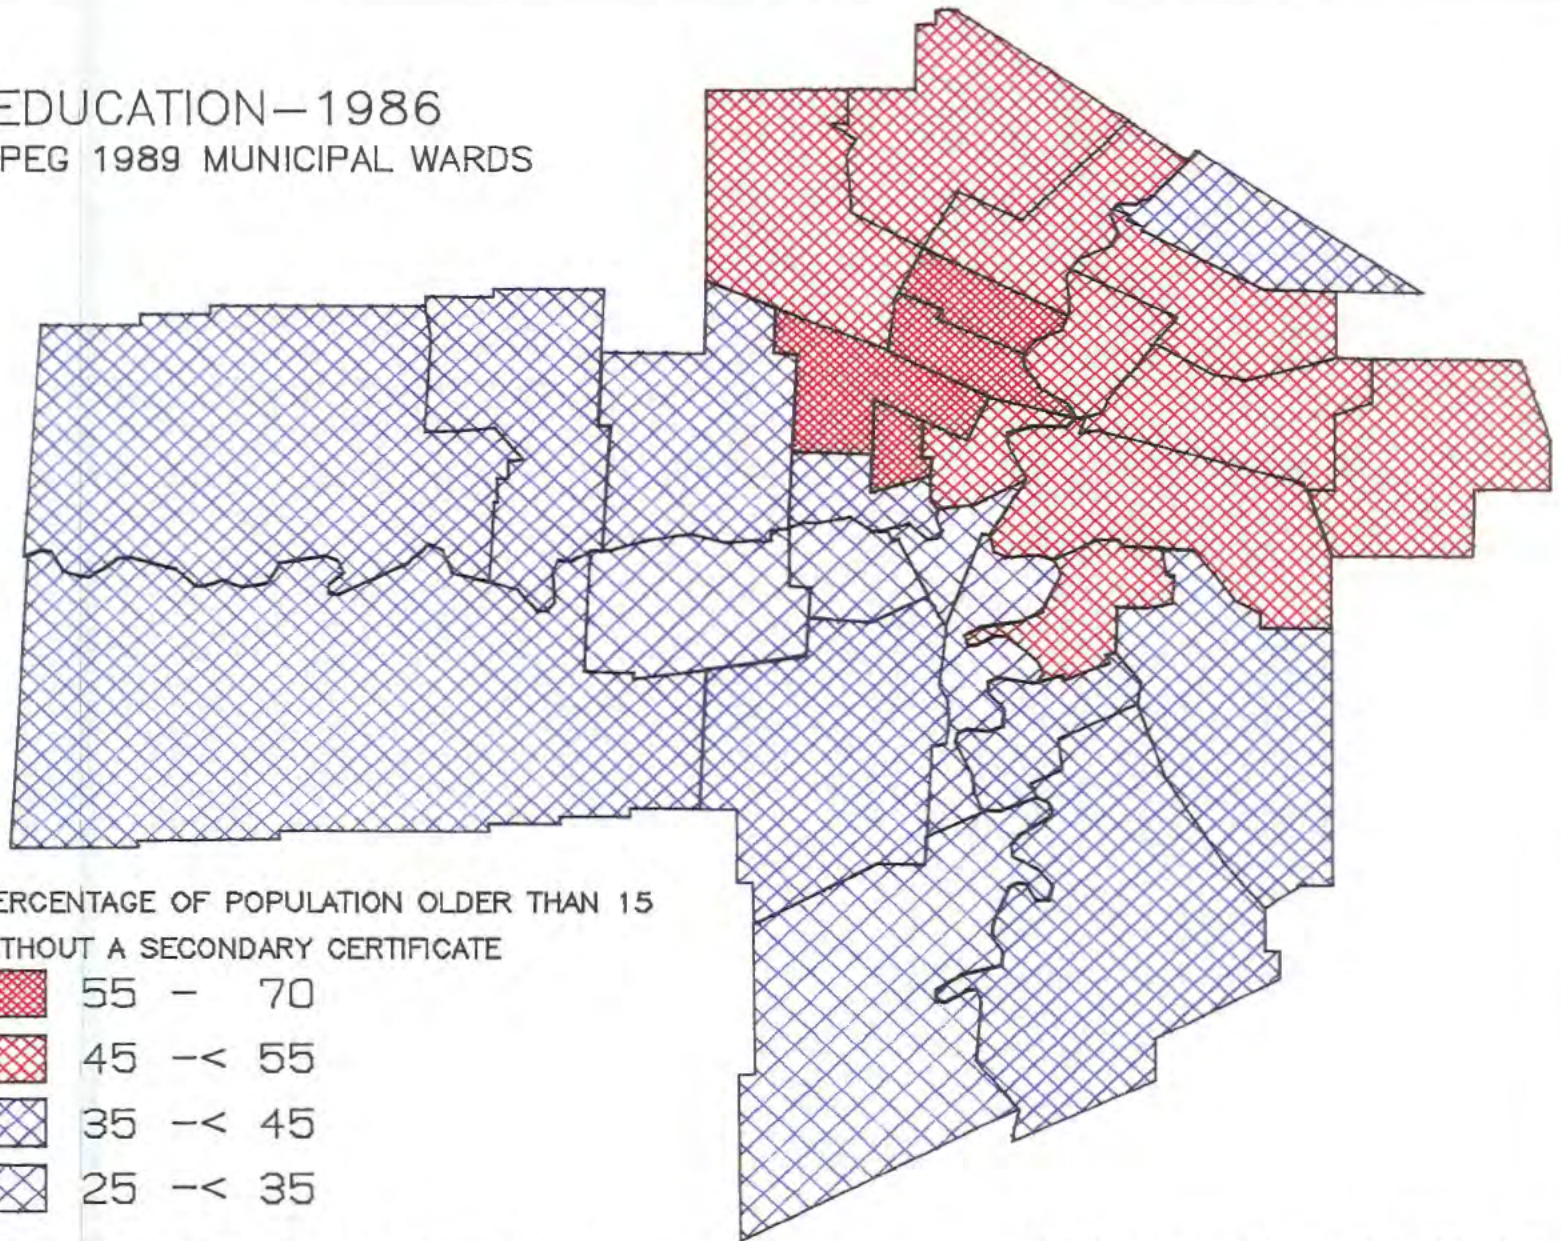 EDUCATION-1986
PEG 1989 MUNICIPAL WARDS
ERCENTAGE OF POPULATION OLDER THAN 15
THOUT A SECONDARY CERTIFICATE
55 - 70
45 -< 55
35 -< 45
25 -< 35